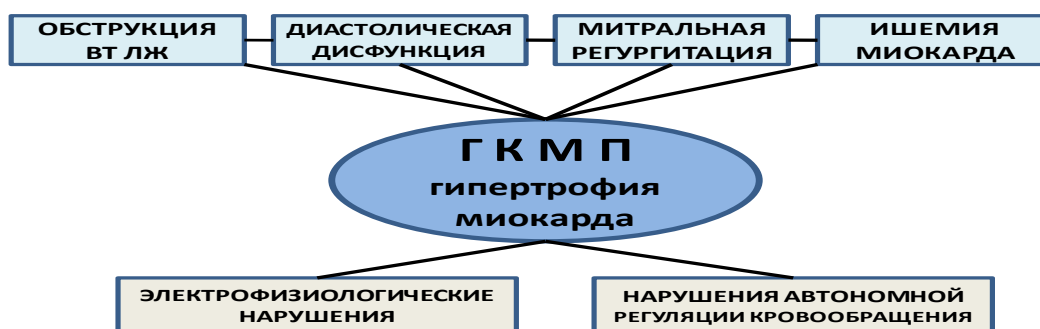 ОБСТРУКЦИЯ
ВТ ЛЖ
ДИАСТОЛИЧЕСКАЯ
ДИСФУНКЦИЯ
МИТРАЛЬНАЯ
РЕГУРГИТАЦИЯ
ИШЕМИЯ
МИОКАРДА
Г К М П
гипертрофия
миокарда
ЭЛЕКТРОФИЗИОЛОГИЧЕСКИЕ
НАРУШЕНИЯ
НАРУШЕНИЯ АВТОНОМНОЙ
РЕГУЛЯЦИИ КРОВООБРАЩЕНИЯ